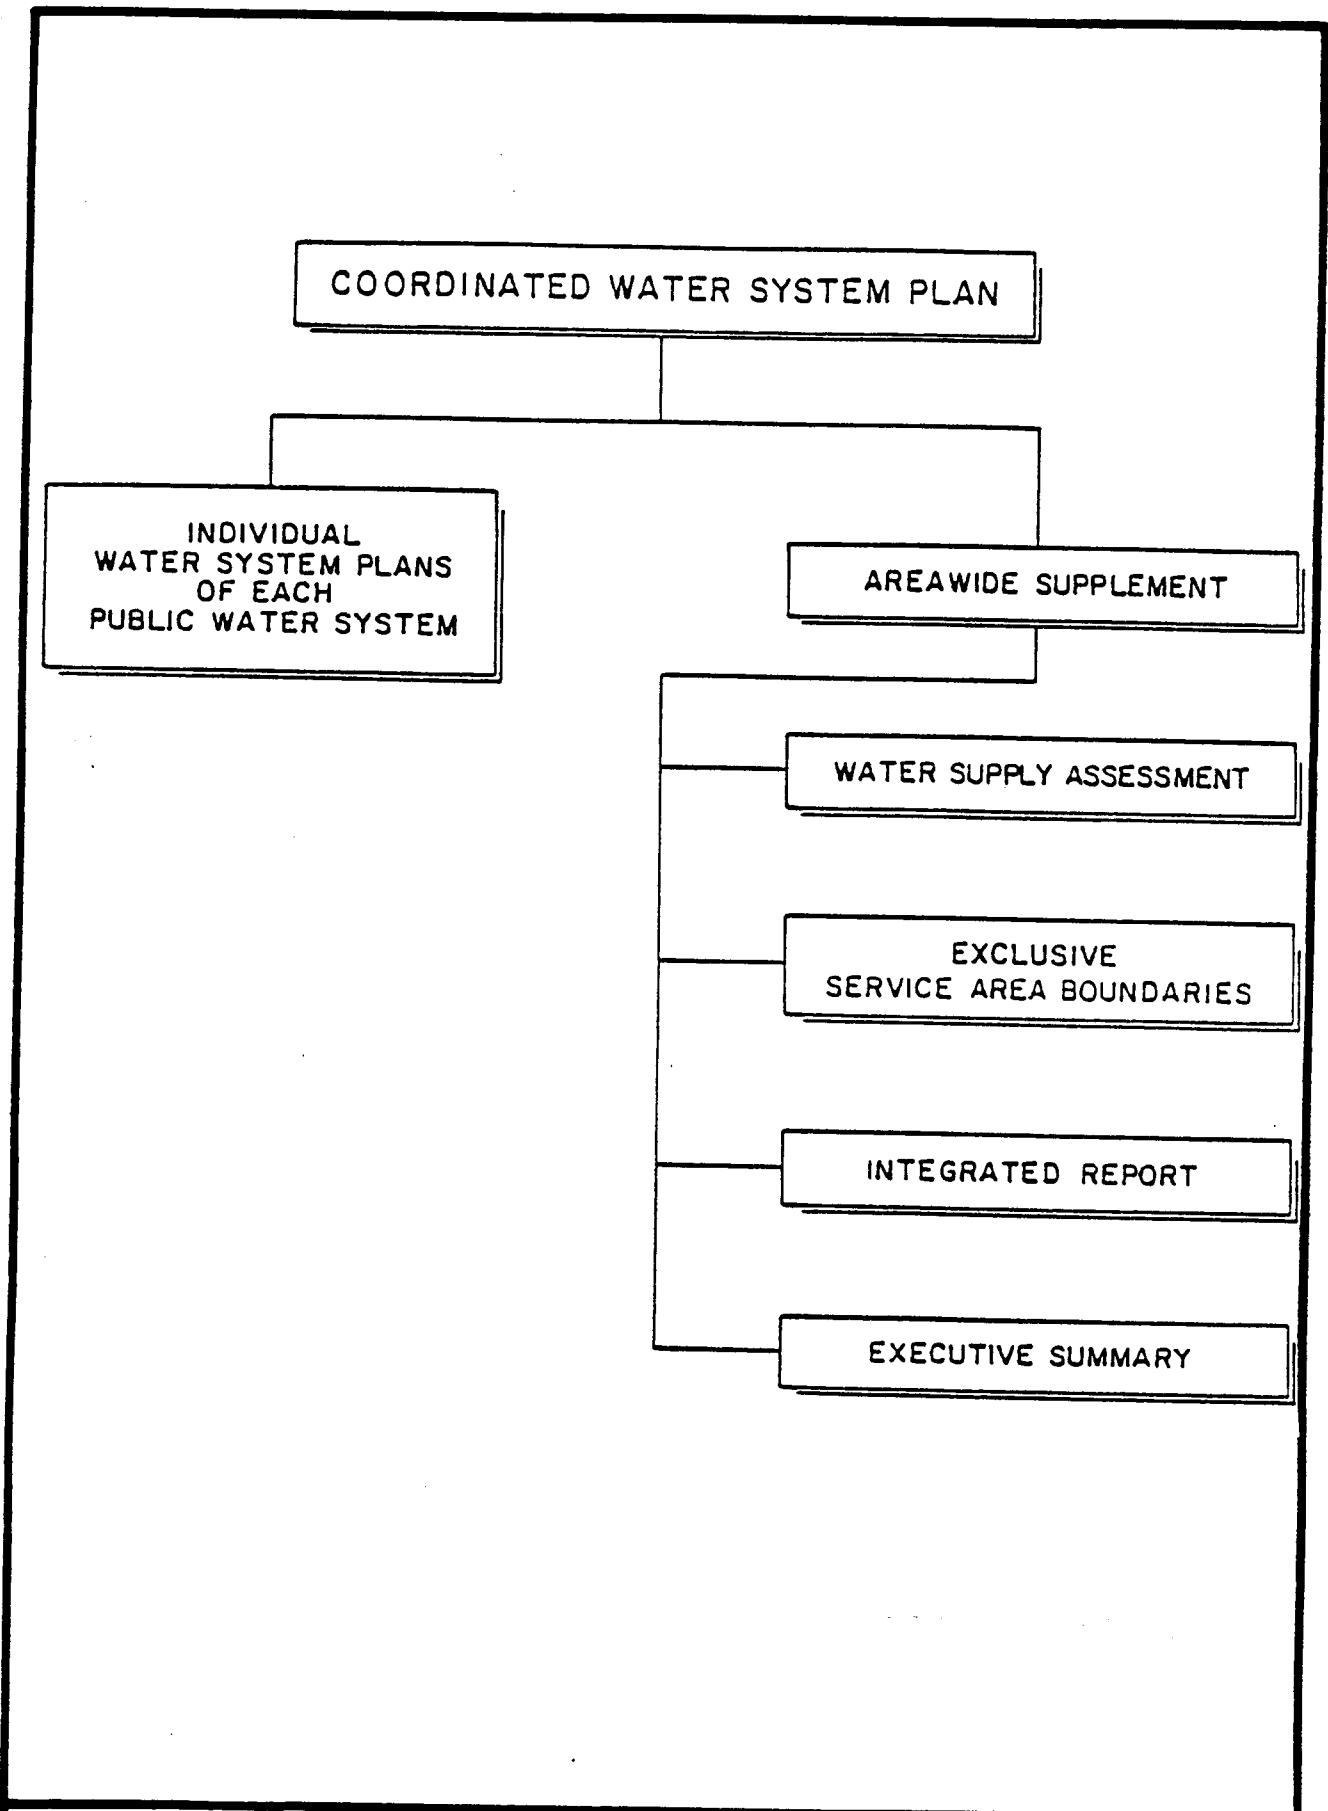 COORDINATED WATER SYSTEM PLAN
INDIVIDUAL
WATER SYSTEM PLANS
OF EACH
PUBLIC WATER SYSTEM
AREAWIDE SUPPLEMENT
WATER SUPPLY ASSESSMENT
EXCLUSIVE
SERVICE AREA BOUNDARIES
INTEGRATED REPORT
EXECUTIVE SUMMARY